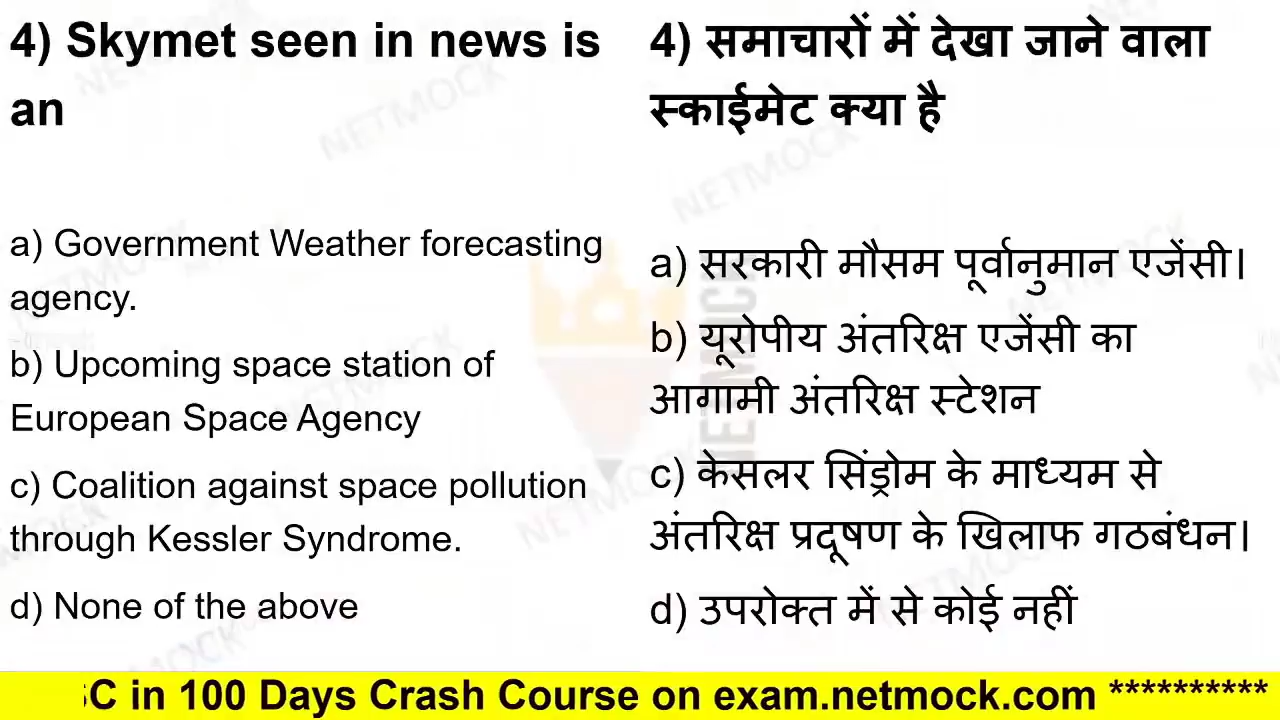 4) Skymet seen in news is
an
a) Government Weather forecasting
agency.
b) Upcoming space station of
European Space Agency
c) Coalition against space pollution
through Kessler Syndrome.
d) None of the above
4) समाचारों में देखा जाने वाला
स्काईमेट क्या है
a) सरकारी मौसम पूर्वानुमान एजेंसी।
b) यूरोपीय अंतरिक्ष एजेंसी का
आगामी अंतरिक्ष स्टेशन
c) केसलर सिंड्रोम के माध्यम से
अंतरिक्ष प्रदूषण के खिलाफ गठबंधन।
d) उपरोक्त में से कोई नहीं
NETMOCK
C in 100 Days Crash Course on exam.netmock.com **********